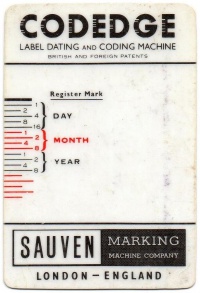 CODEDGE
LABEL DATING AND CODING MACHINE
BRITISH AND FOREIGN PATENTS
Register Mark
1
2
4 DAY
8
16
1
2 MONTH
4
8
1
2 YEAR
4
8
SAUVEN MARKING
MACHINE COMPANY
LONDON—ENGLAND